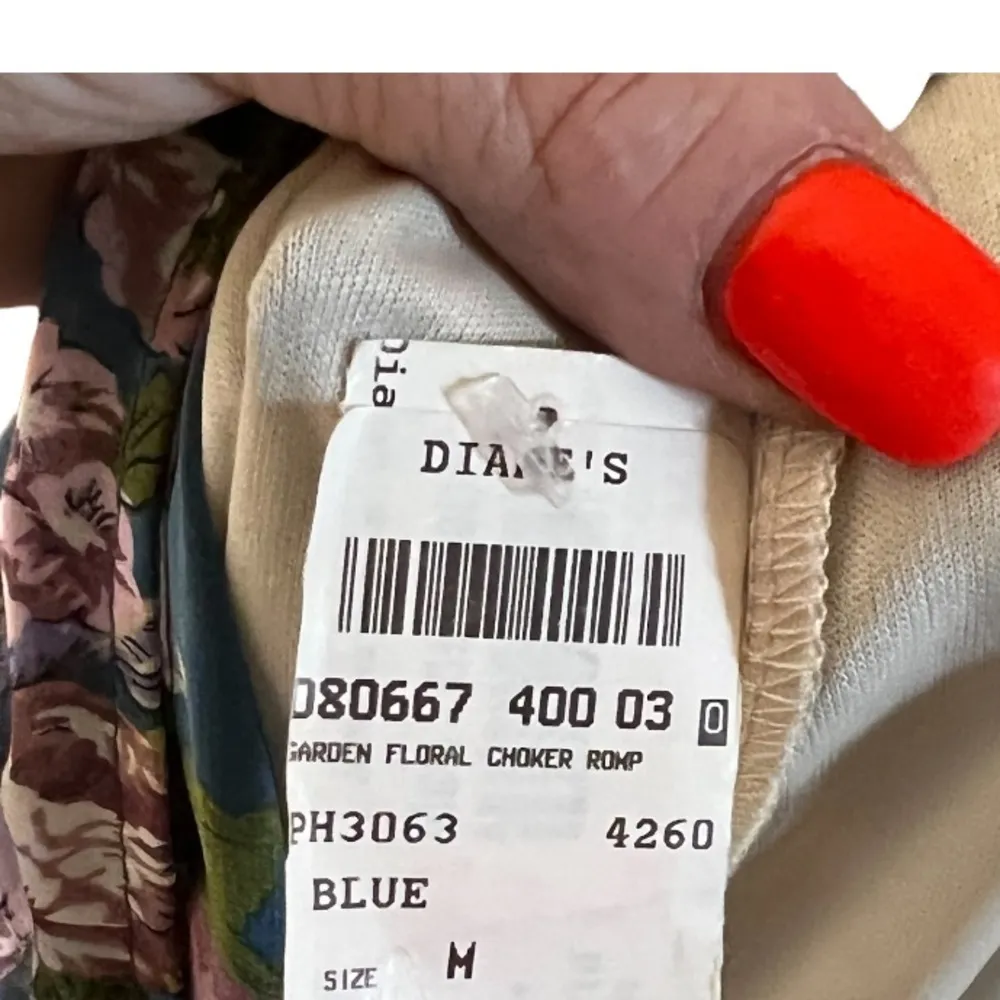 Dia
DIANE'S
080667 400 03 0
GARDEN FLORAL CHOKER ROMP
PH3063 4260
BLUE
SIZE M